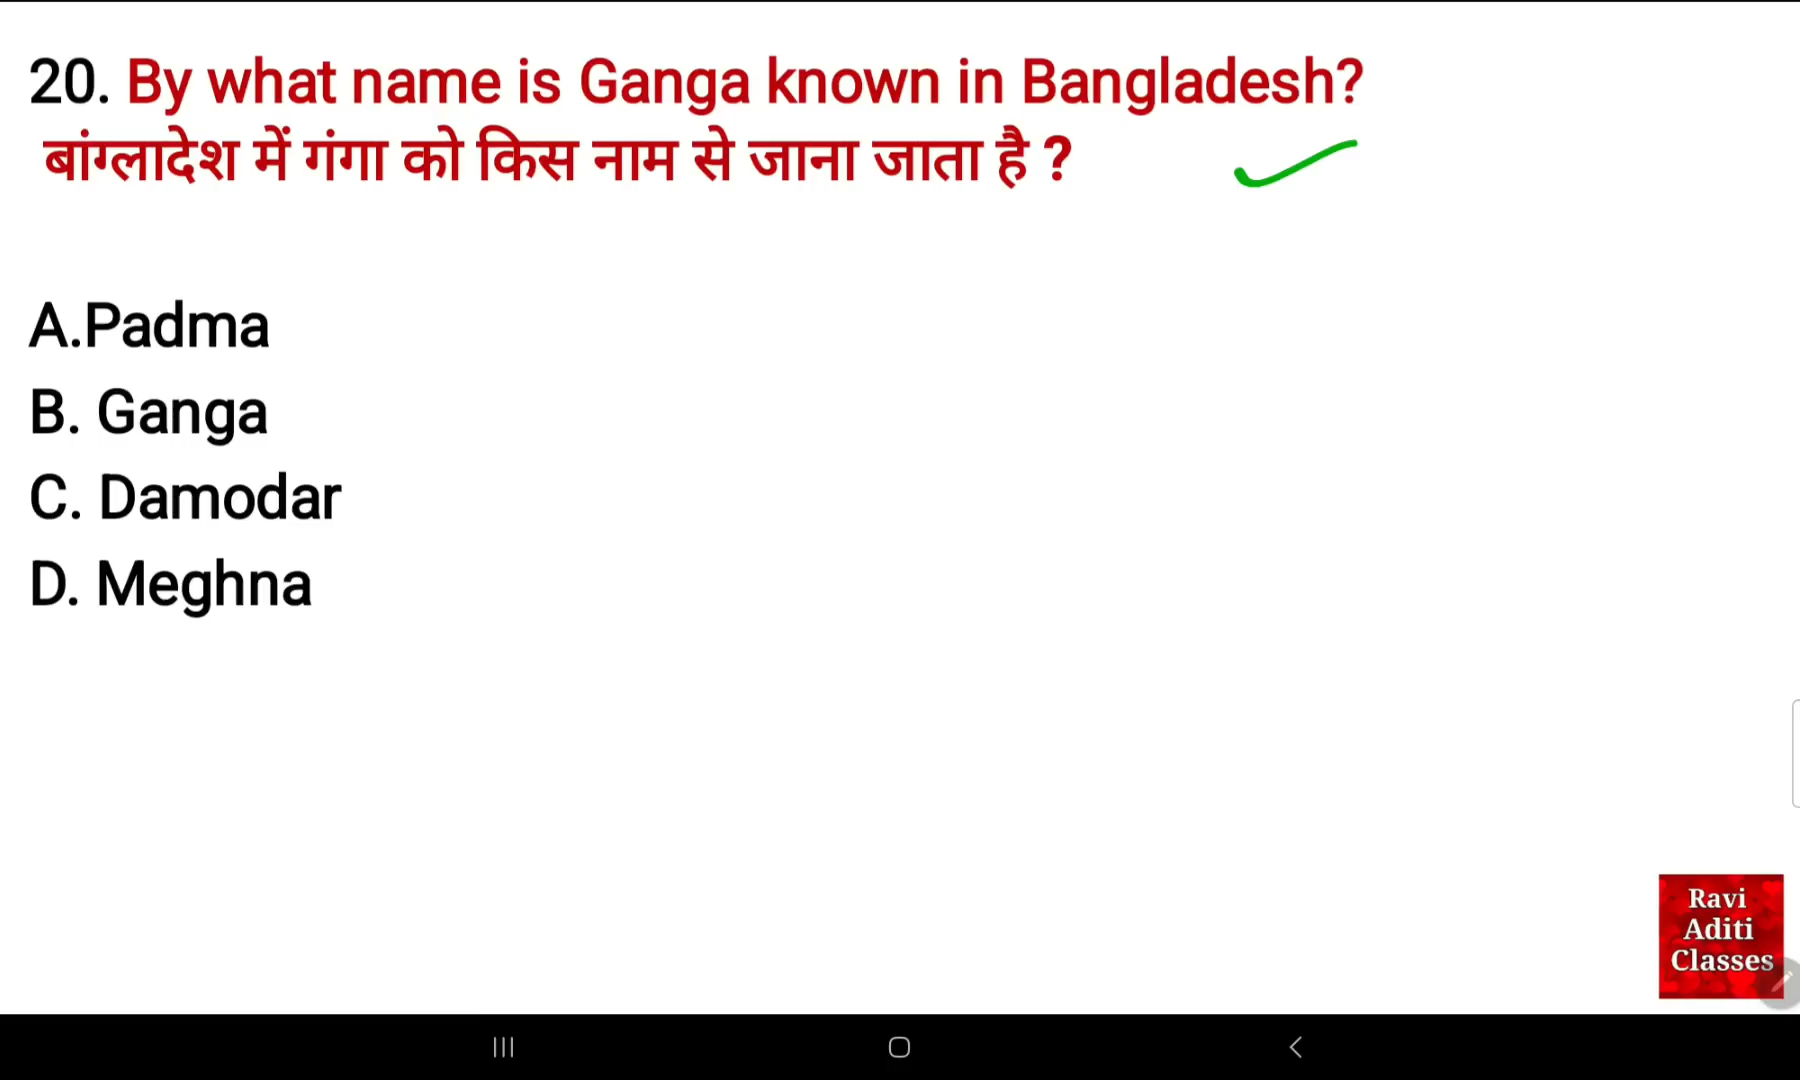 20. By what name is Ganga known in Bangladesh?
बांग्लादेश में गंगा को किस नाम से जाना जाता है ?
A.Padma
B. Ganga
C. Damodar
D. Meghna
Ravi
Aditi
Classes